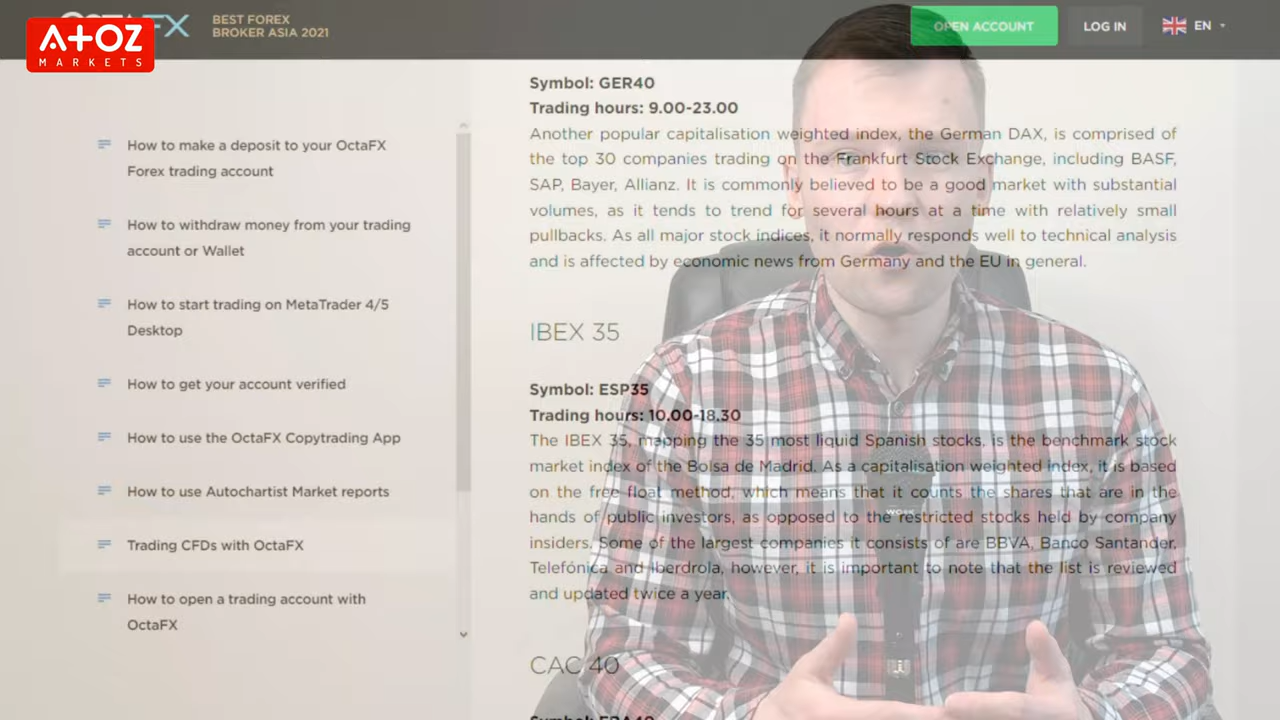 BEST FOREX
BROKER ASIA 2021
OPEN ACCOUNT
LOG IN
EN
A+OZ
MARKETS
How to make a deposit to your OctaFX
Forex trading account
How to withdraw money from your trading
account or Wallet
How to start trading on MetaTrader 4/5
Desktop
How to get your account verified
How to use the OctaFX Copytrading App
How to use Autochartist Market reports
Trading CFDs with OctaFX
How to open a trading account with
OctaFX
Symbol: GER40
Trading hours: 9.00-23.00
Another popular capitalisation weighted index, the German DAX, is comprised of
the top 30 companies trading on the Frankfurt Stock Exchange, including BASF,
SAP, Bayer, Allianz. It is commonly believed to be a good market with substantial
volumes, as it tends to trend for several hours at a time with relatively small
pullbacks. As all major stock indices, it normally responds well to technical analysis
and is affected by economic news from Germany and the EU in general.
IBEX 35
Symbol: ESP35
Trading hours: 10.00-18.30
The IBEX 35, mapping the 35 most liquid Spanish stocks, is the benchmark stock
market index of the Bolsa de Madrid. As a capitalisation weighted index, it is based
on the free float method, which means that it counts the shares that are in the
hands of public investors, as opposed to the restricted stocks held by company
insiders. Some of the largest companies it consists of are BBVA, Banco Santander,
Telefónica and Iberdrola, however, it is important to note that the list is reviewed
and updated twice a year.
CAC 40